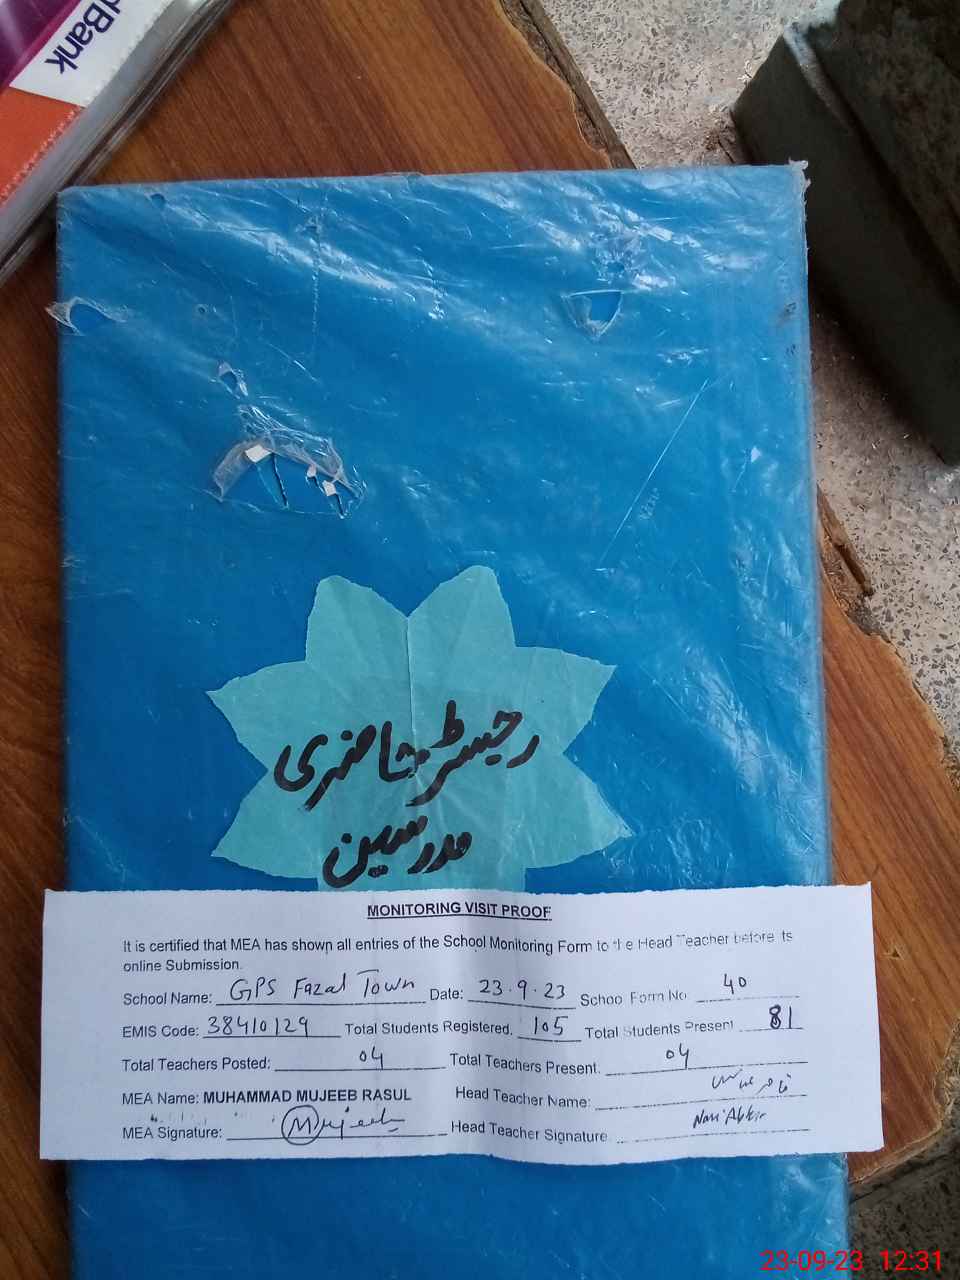 dBank
رجیسٹر حاضری
مدرسین
MONITORING VISIT PROOF
It is certified that MEA has shown all entries of the School Monitoring Form to the Head Teacher before its
online Submission.
School Name: GPS Fazal Town Date: 23.9.23 School Form No. 40
EMIS Code: 38410129 Total Students Registered. 105 Total Students Present 81
Total Teachers Posted: 04 Total Teachers Present. 04
MEA Name: MUHAMMAD MUJEEB RASUL Head Teacher Name:
MEA Signature: Mujeeb Head Teacher Signature.
23-09-23 12:31